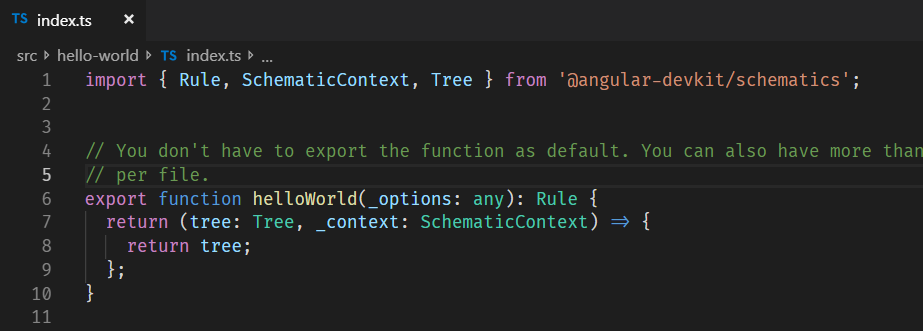 TS index.ts ×
src > hello-world > TS index.ts > ...
1 import { Rule, SchematicContext, Tree } from '@angular-devkit/schematics';
2
3
4 // You don't have to export the function as default. You can also have more than
5 // per file.
6 export function helloWorld(_options: any): Rule {
7   return (tree: Tree, _context: SchematicContext) => {
8     return tree;
9   };
10 }
11